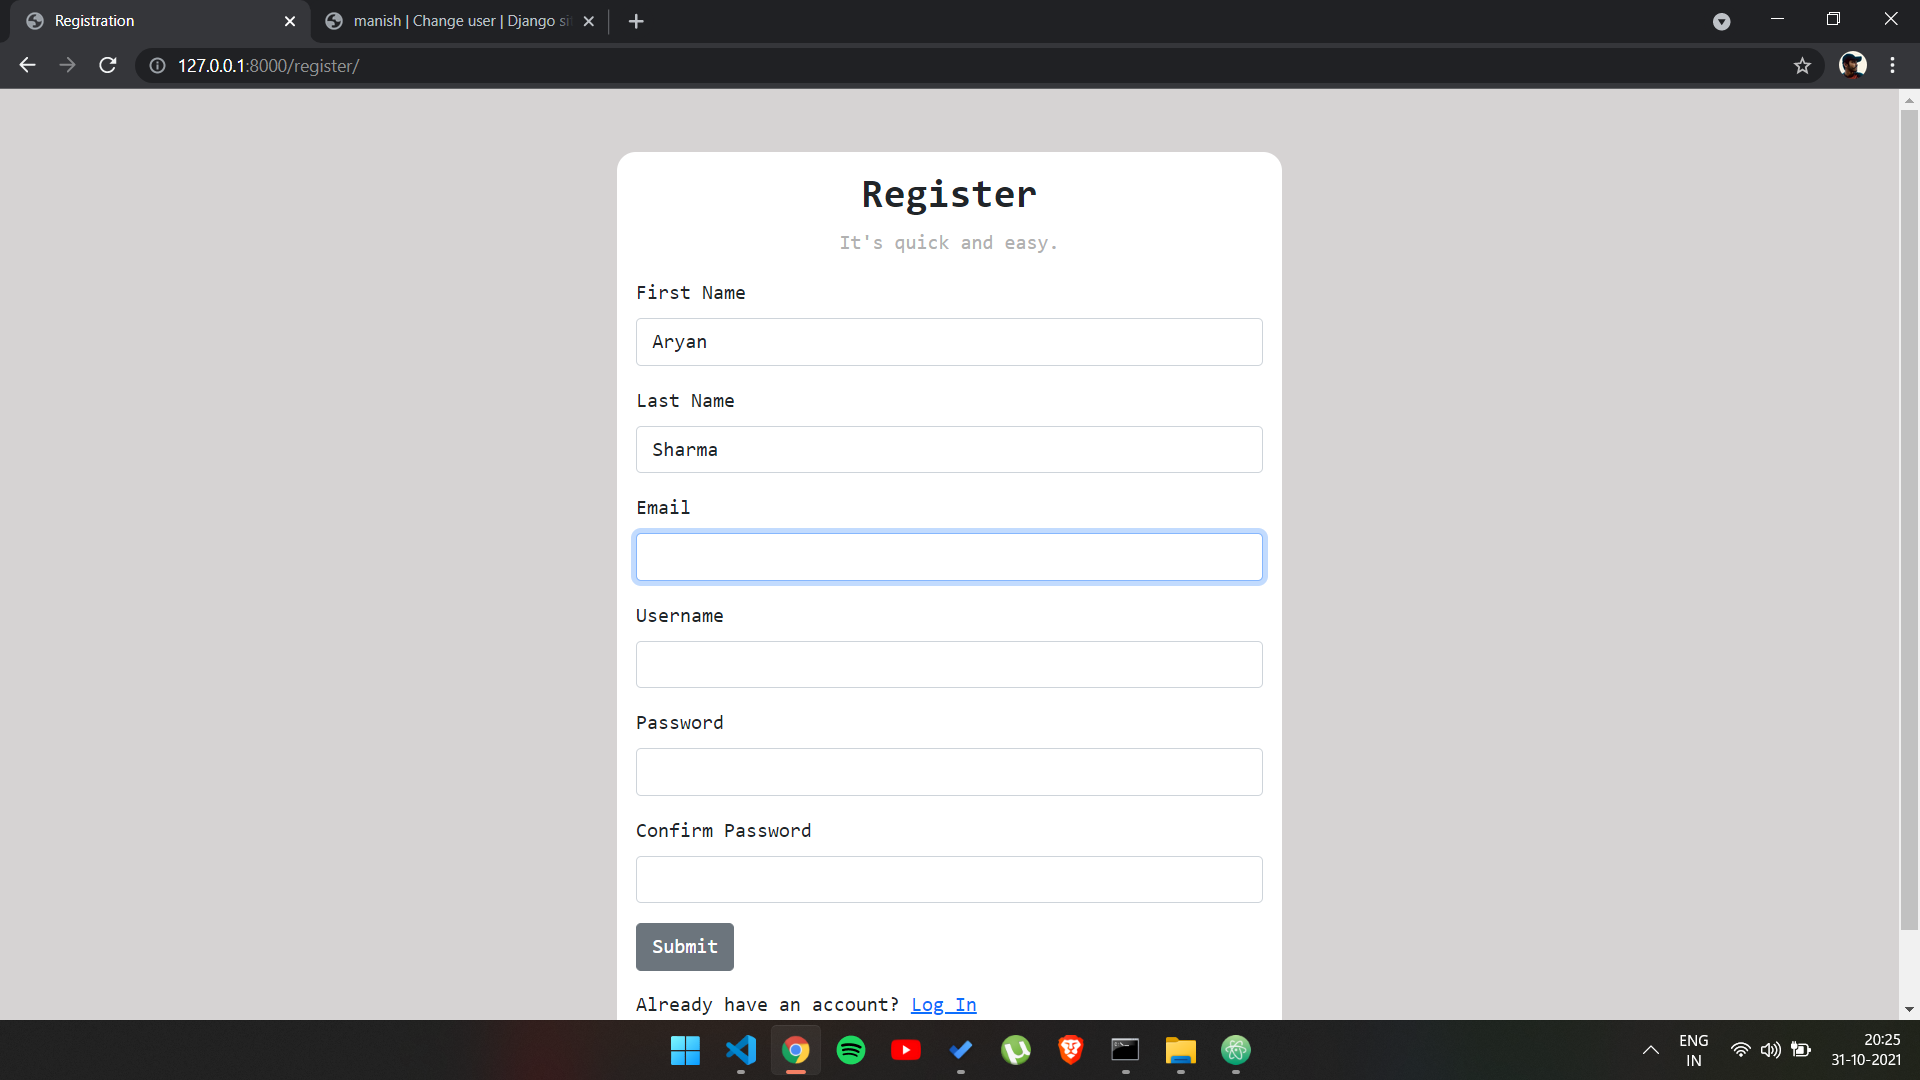 Registration
manish | Change user | Django si
127.0.0.1:8000/register/
Register
It's quick and easy.
First Name
Aryan
Last Name
Sharma
Email
Username
Password
Confirm Password
Submit
Already have an account? Log In
ENG
IN
20:25
31-10-2021